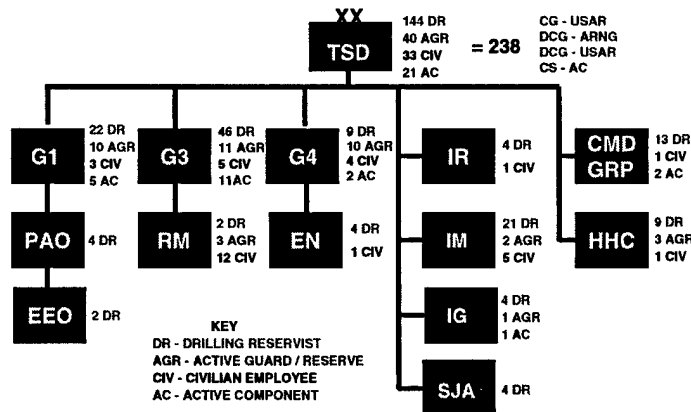 XX
TSD
144 DR
40 AGR
33 CIV
21 AC
= 238
CG - USAR
DCG - ARNG
DCG - USAR
CS - AC
G1
22 DR
10 AGR
3 CIV
5 AC
G3
46 DR
11 AGR
5 CIV
11AC
G4
9 DR
10 AGR
4 CIV
2 AC
IR
4 DR
1 CIV
CMD
GRP
13 DR
1 CIV
2 AC
PAO
4 DR
RM
2 DR
3 AGR
12 CIV
EN
4 DR
1 CIV
IM
21 DR
2 AGR
5 CIV
HHC
9 DR
3 AGR
1 CIV
EEO
2 DR
IG
4 DR
1 AGR
1 AC
SJA
4 DR
KEY
DR - DRILLING RESERVIST
AGR - ACTIVE GUARD / RESERVE
CIV - CIVILIAN EMPLOYEE
AC - ACTIVE COMPONENT